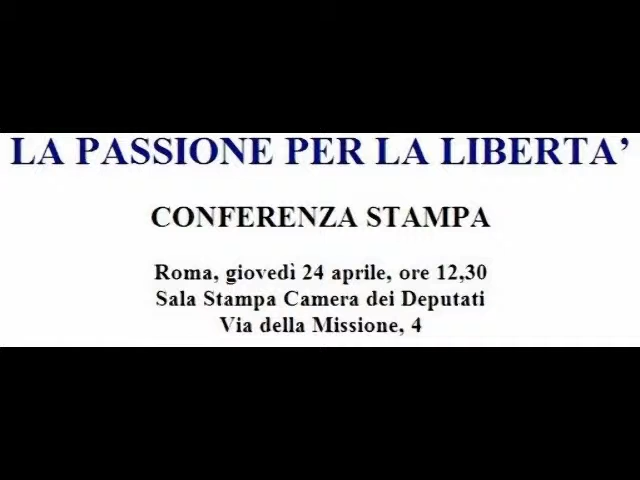 LA PASSIONE PER LA LIBERTA’
CONFERENZA STAMPA
Roma, giovedì 24 aprile, ore 12,30
Sala Stampa Camera dei Deputati
Via della Missione, 4